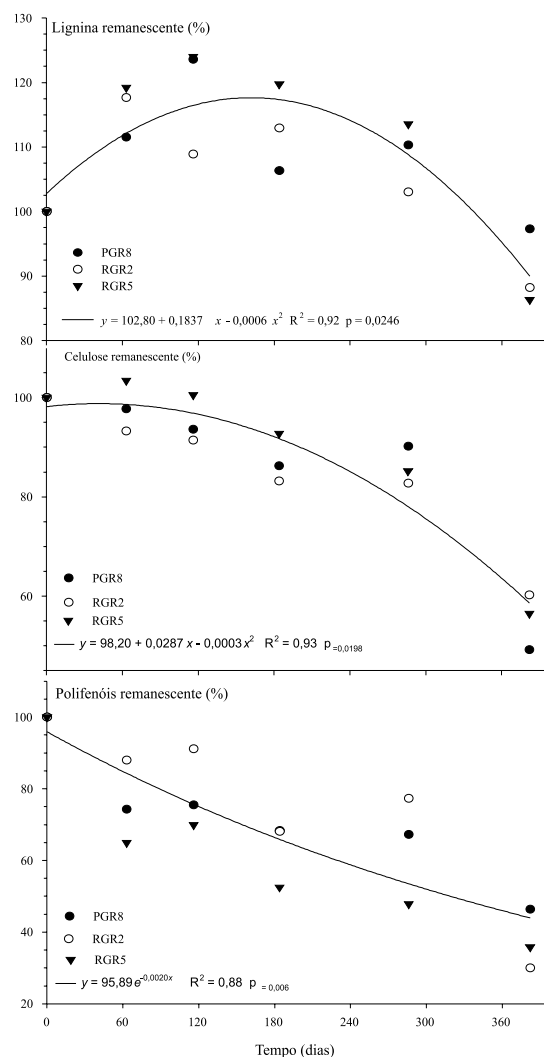 Lignina remanescente (%)
130
120
110
100
90
80
PGR8
RGR2
RGR5
y = 102,80 + 0,1837 x - 0,0006 x² R² = 0,92 p = 0,0246
Celulose remanescente (%)
100
80
60
PGR8
RGR2
RGR5
y = 98,20 + 0,0287 x – 0,0003 x² R² = 0,93 p =0,0198
Polifenóis remanescente (%)
100
80
60
40
20
PGR8
RGR2
RGR5
y = 95,89 e^-0,0020x R² = 0,88 p = 0,006
0 60 120 180 240 300 360
Tempo (dias)